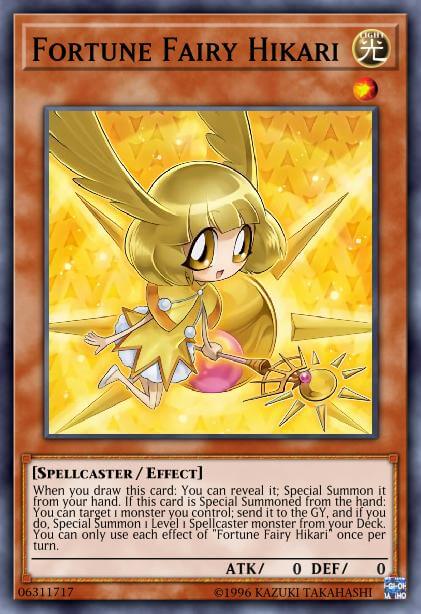 FORTUNE FAIRY HIKARI
LIGHT
光
[SPELLCASTER / EFFECT]
When you draw this card: You can reveal it; Special Summon it
from your hand. If this card is Special Summoned from the hand:
You can target 1 monster you control; send it to the GY, and if you
do, Special Summon 1 Level 1 Spellcaster monster from your Deck.
You can only use each effect of "Fortune Fairy Hikari" once per
turn.
ATK/ 0 DEF/ 0
06311717
©1996 KAZUKI TAKAHASHI